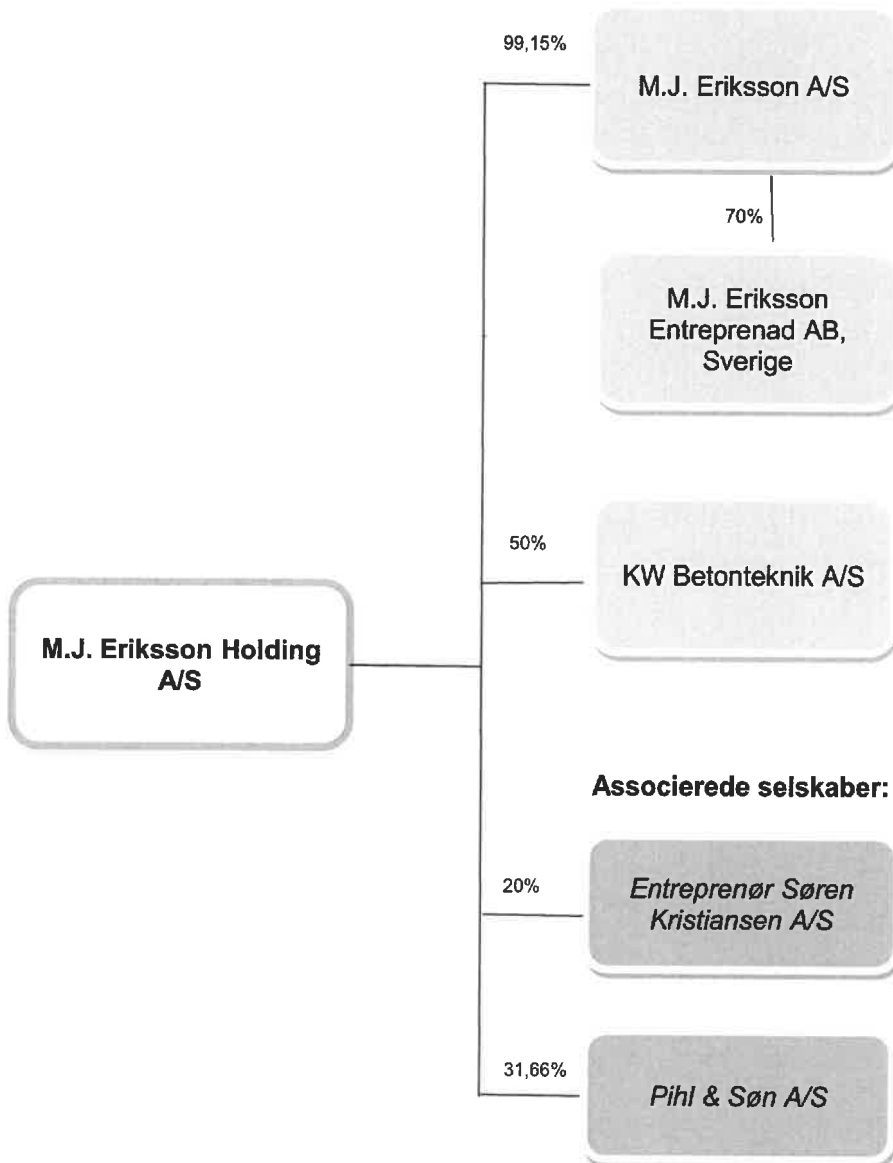 99,15%
M.J. Eriksson A/S
70%
M.J. Eriksson
Entreprenad AB,
Sverige
50%
KW Betonteknik A/S
M.J. Eriksson Holding
A/S
Associerede selskaber:
20%
Entreprenør Søren
Kristiansen A/S
31,66%
Pihl & Søn A/S